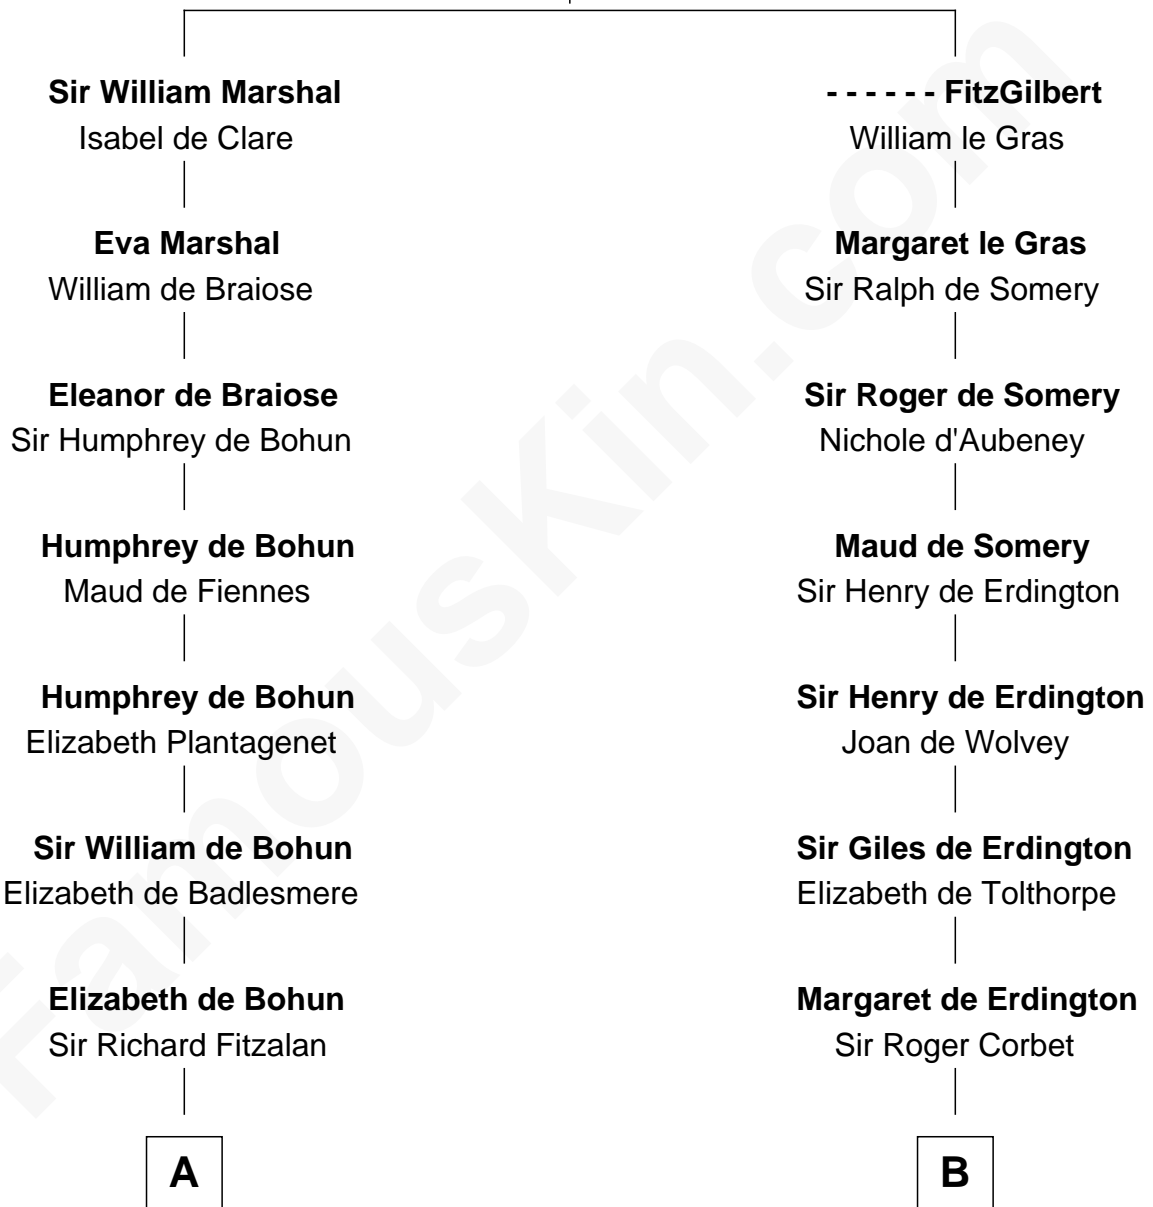 Sir William Marshal
Isabel de Clare
Eva Marshal
William de Braiose
Eleanor de Braiose
Sir Humphrey de Bohun
Humphrey de Bohun
Maud de Fiennes
Humphrey de Bohun
Elizabeth Plantagenet
Sir William de Bohun
Elizabeth de Badlesmere
Elizabeth de Bohun
Sir Richard Fitzalan
A
- - - - - - FitzGilbert
William le Gras
Margaret le Gras
Sir Ralph de Somery
Sir Roger de Somery
Nichole d'Aubeney
Maud de Somery
Sir Henry de Erdington
Sir Henry de Erdington
Joan de Wolvey
Sir Giles de Erdington
Elizabeth de Tolthorpe
Margaret de Erdington
Sir Roger Corbet
B
FamousKin.com